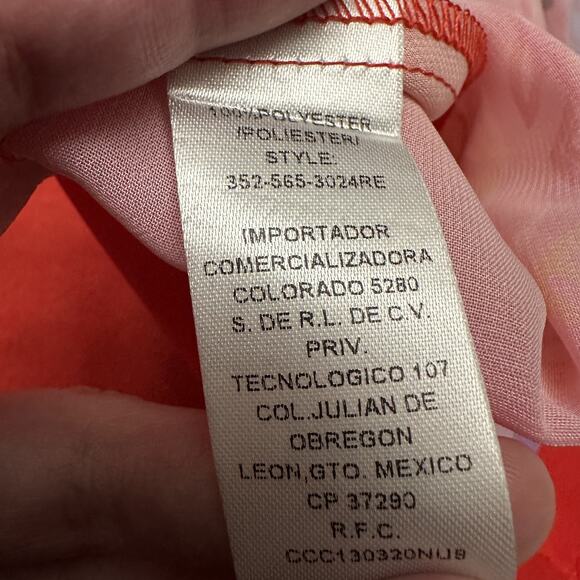 100% POLYESTER
/POLIESTER/
STYLE:
352-565-3024RE
IMPORTADOR
COMERCIALIZADORA
COLORADO 5280
S. DE R.L. DE C.V.
PRIV.
TECNOLOGICO 107
COL.JULIAN DE
OBREGON
LEON,GTO. MEXICO
CP 37290
R.F.C.
CCC130320NU8